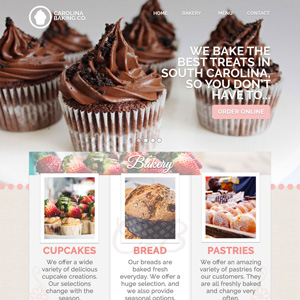 CAROLINA
BAKING CO.
HOME
BAKERY
MENU
CONTACT
WE BAKE THE
BEST TREATS IN
SOUTH CAROLINA,
SO YOU DON'T
HAVE TO...
ORDER ONLINE
Bakery
CUPCAKES
We offer a wide
variety of delicious
cupcake creations.
Our selections
change with the
season.
BREAD
Our breads are
baked fresh
everyday. We offer a
huge selection, and
we also provide
seasonal options.
PASTRIES
We offer an amazing
variety of pastries for
our customers. They
are all freshly baked
and change very
often.